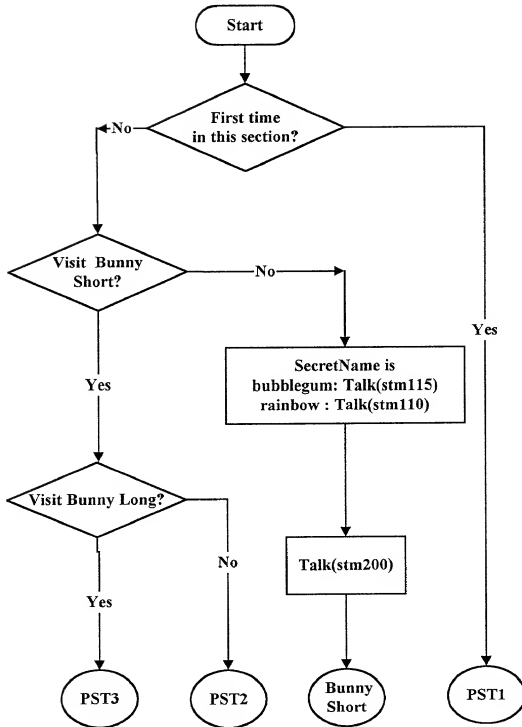 Start
First time
in this section?
No
Visit Bunny
Short?
No
Yes
SecretName is
bubblegum: Talk(stm115)
rainbow : Talk(stm110)
Yes
Visit Bunny Long?
Talk(stm200)
No
Yes
PST3
PST2
Bunny
Short
PST1